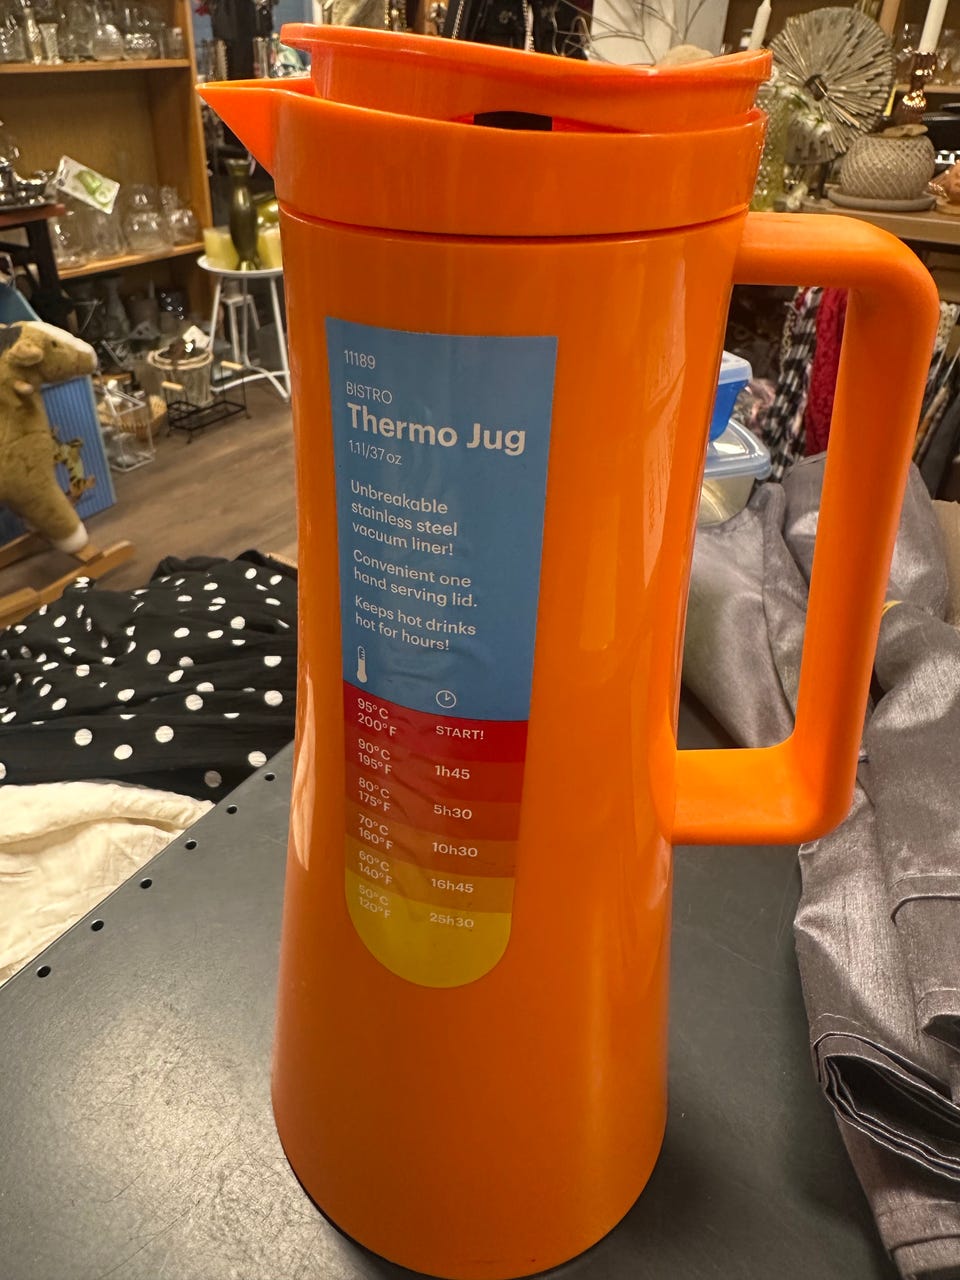 11189
BISTRO
Thermo Jug
1.1 l/37 oz
Unbreakable
stainless steel
vacuum liner!
Convenient one
hand serving lid.
Keeps hot drinks
hot for hours!
95°C
200°F START!
90°C
195°F 1h45
80°C
175°F 5h30
70°C
160°F 10h30
60°C
140°F 16h45
50°C
120°F 25h30